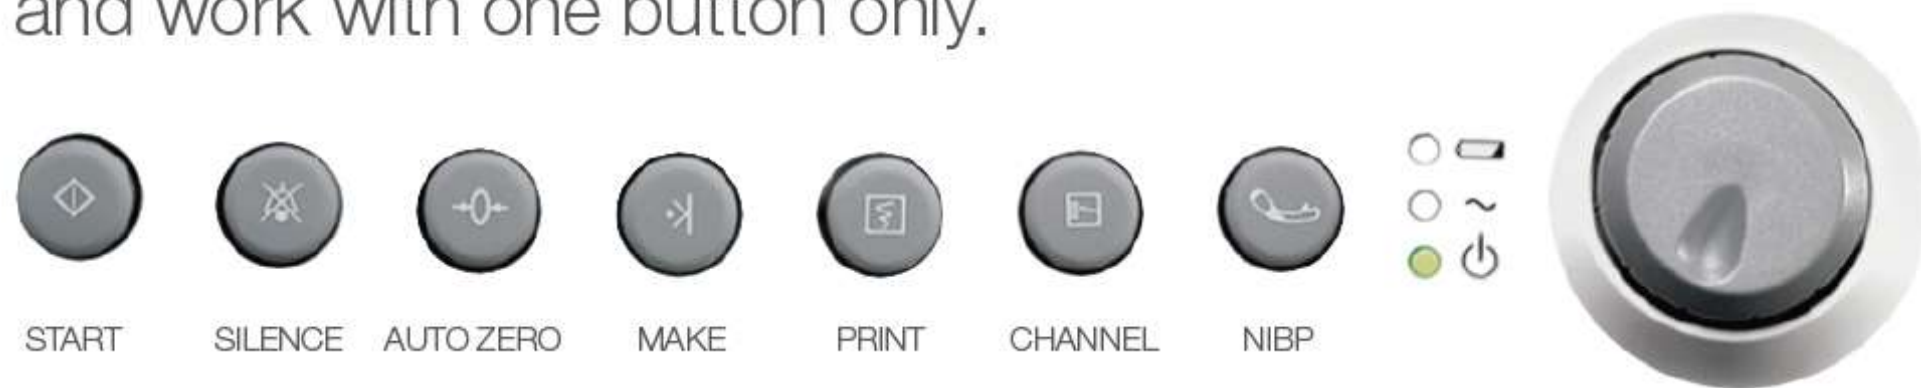 and work with one button only.
START SILENCE AUTO ZERO MAKE PRINT CHANNEL NIBP